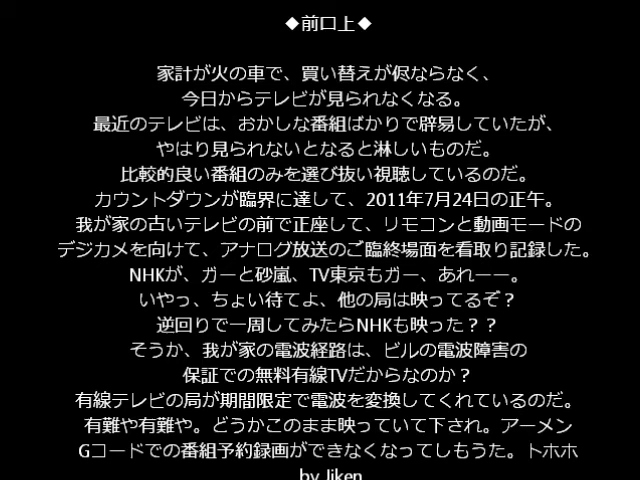 ◆前口上◆
家計が火の車で、買い替えが侭ならなく、
今日からテレビが見られなくなる。
最近のテレビは、おかしな番組ばかりで辟易していたが、
やはり見られないとなると淋しいものだ。
比較的良い番組のみを選び抜い視聴しているのだ。
カウントダウンが臨界に達して、2011年7月24日の正午。
我が家の古いテレビの前で正座して、リモコンと動画モードの
デジカメを向けて、アナログ放送のご臨終場面を看取り記録した。
NHKが、ガーと砂嵐、TV東京もガー、あれーー。
いやっ、ちょい待てよ、他の局は映ってるぞ？
逆回りで一周してみたらNHKも映った？？
そうか、我が家の電波経路は、ビルの電波障害の
保証での無料有線TVだからなのか？
有線テレビの局が期間限定で電波を変換してくれているのだ。
有難や有難や。どうかこのまま映っていて下され。アーメン
Gコードでの番組予約録画ができなくなってしもうた。トホホ
by Jiken